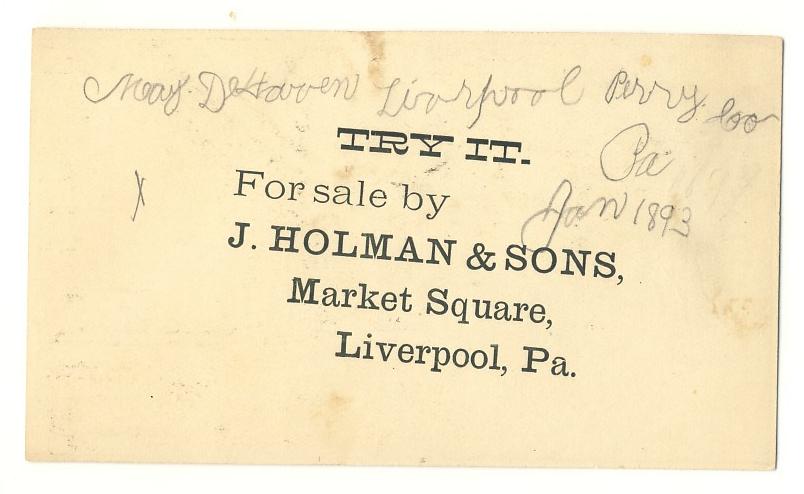 May. DeHaven Liverpool Perry. Co
Pa
Jan 1893
TRY IT.
For sale by
J. HOLMAN & SONS,
Market Square,
Liverpool, Pa.
x